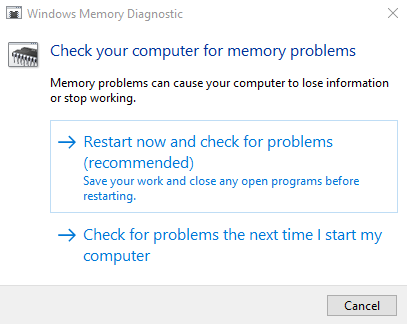 Windows Memory Diagnostic
Check your computer for memory problems
Memory problems can cause your computer to lose information
or stop working.
Restart now and check for problems
(recommended)
Save your work and close any open programs before
restarting.
Check for problems the next time I start my
computer
Cancel